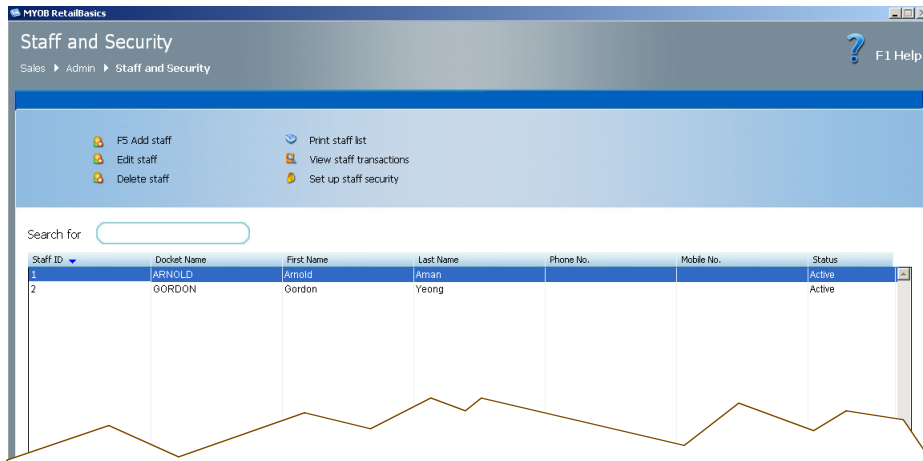 MYOB RetailBasics
Staff and Security
Sales Admin Staff and Security
F1 Help
F5 Add staff Print staff list
Edit staff View staff transactions
Delete staff Set up staff security
Search for
Staff ID Docket Name First Name Last Name Phone No. Mobile No. Status
1 ARNOLD Arnold Aman Active
2 GORDON Gordon Yeong Active